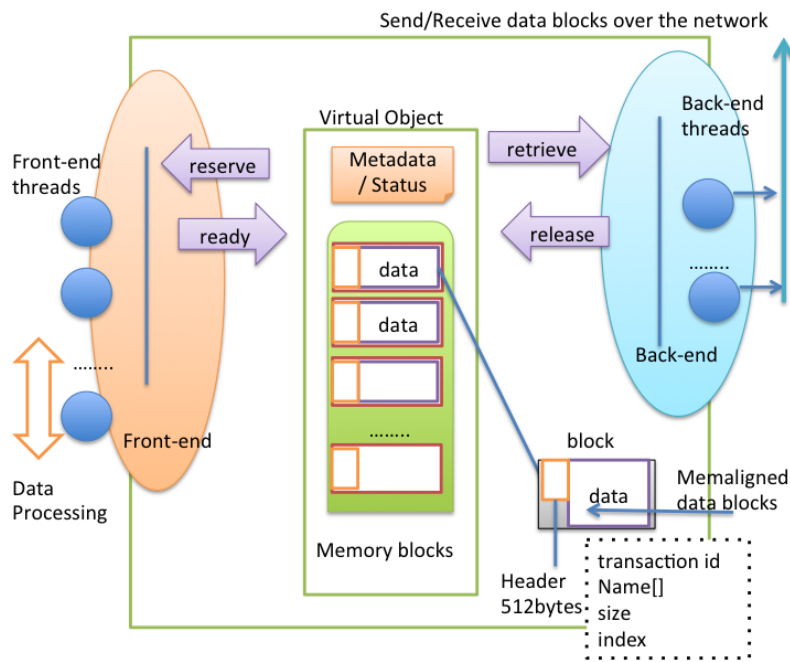 Send/Receive data blocks over the network
Virtual Object
Back-end
threads
Front-end
threads
reserve
Metadata
/ Status
retrieve
ready
release
data
data
……..
……..
……..
Front-end
Back-end
Data
Processing
Memory blocks
block
data
Memaligned
data blocks
Header
512bytes
transaction id
Name[]
size
index